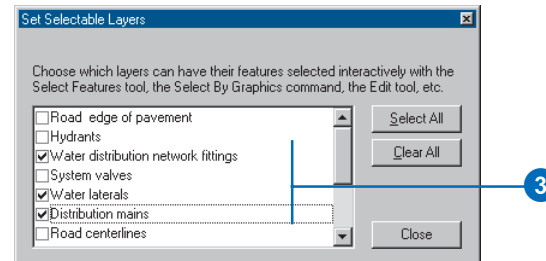 Set Selectable Layers
Choose which layers can have their features selected interactively with the
Select Features tool, the Select By Graphics command, the Edit tool, etc.
Road edge of pavement
Hydrants
Water distribution network fittings
System valves
Water laterals
Distribution mains
Road centerlines
Select All
Clear All
3
Close